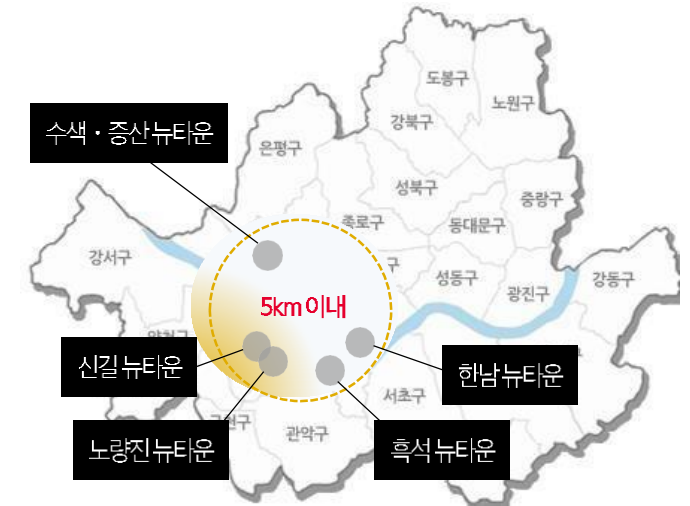 도봉구
노원구
강북구
수색・증산 뉴타운
은평구
성북구
중랑구
종로구
동대문구
강서구
구
성동구
광진구
강동구
5km 이내
신길 뉴타운
한남 뉴타운
서초구
관악구
노량진 뉴타운
흑석 뉴타운